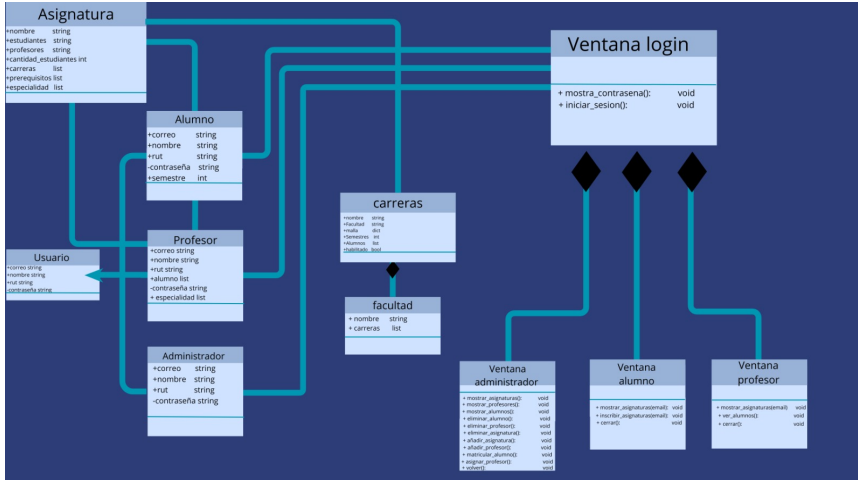 Asignatura
+nombre string
+estudiantes string
+profesores string
+cantidad_estudiantes int
+carreras list
+prerequisitos list
+especialidad list
Alumno
+correo string
+nombre string
+rut string
-contraseña string
+semestre int
Profesor
+correo string
+nombre string
+rut string
+alumno list
-contraseña string
+ especialidad list
Usuario
+correo string
+nombre string
+rut string
-contraseña string
Administrador
+correo string
+nombre string
+rut string
-contraseña string
carreras
+nombre string
+Facultad string
+malla dict
+Semestres int
+Alumnos list
+habilitado bool
facultad
+ nombre string
+ carreras list
Ventana login
+ mostra_contrasena(): void
+ iniciar_sesion(): void
Ventana
administrador
+ mostrar_asignaturas(): void
+ mostrar_profesores(): void
+ mostrar_alumnos(): void
+ eliminar_alumno(): void
+ eliminar_profesor(): void
+ eliminar_asignatura(): void
+ añadir_asignatura(): void
+ añadir_profesor(): void
+ matricular_alumno(): void
+ asignar_profesor(): void
+ volver(): void
Ventana
alumno
+ mostrar_asignaturas(email): void
+ inscribir_asignaturas(email): void
+ cerrar(): void
Ventana
profesor
+ mostrar_asignaturas(email): void
+ ver_alumnos(): void
+ cerrar(): void